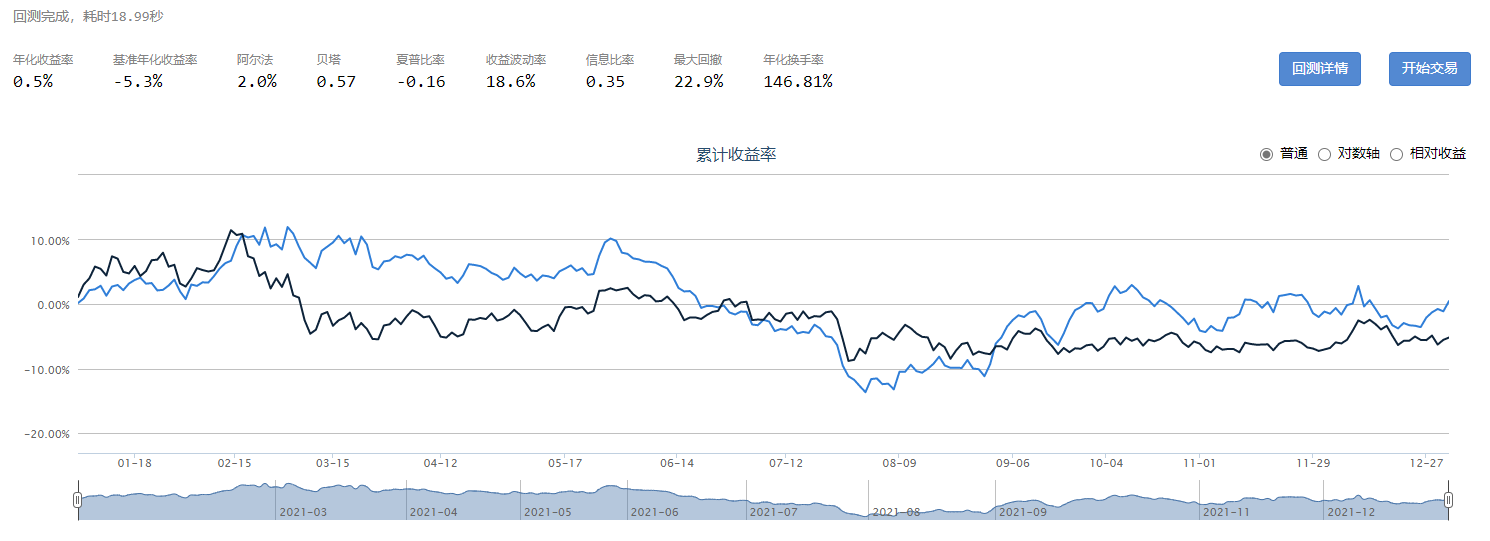 回测完成，耗时18.99秒
年化收益率 基准年化收益率 阿尔法 贝塔 夏普比率 收益波动率 信息比率 最大回撤 年化换手率
0.5% -5.3% 2.0% 0.57 -0.16 18.6% 0.35 22.9% 146.81%
回测详情 开始交易
累计收益率
普通 对数轴 相对收益
10.00%
0.00%
-10.00%
-20.00%
01-18 02-15 03-15 04-12 05-17 06-14 07-12 08-09 09-06 10-04 11-01 11-29 12-27
2021-03 2021-04 2021-05 2021-06 2021-07 2021-08 2021-09 2021-11 2021-12